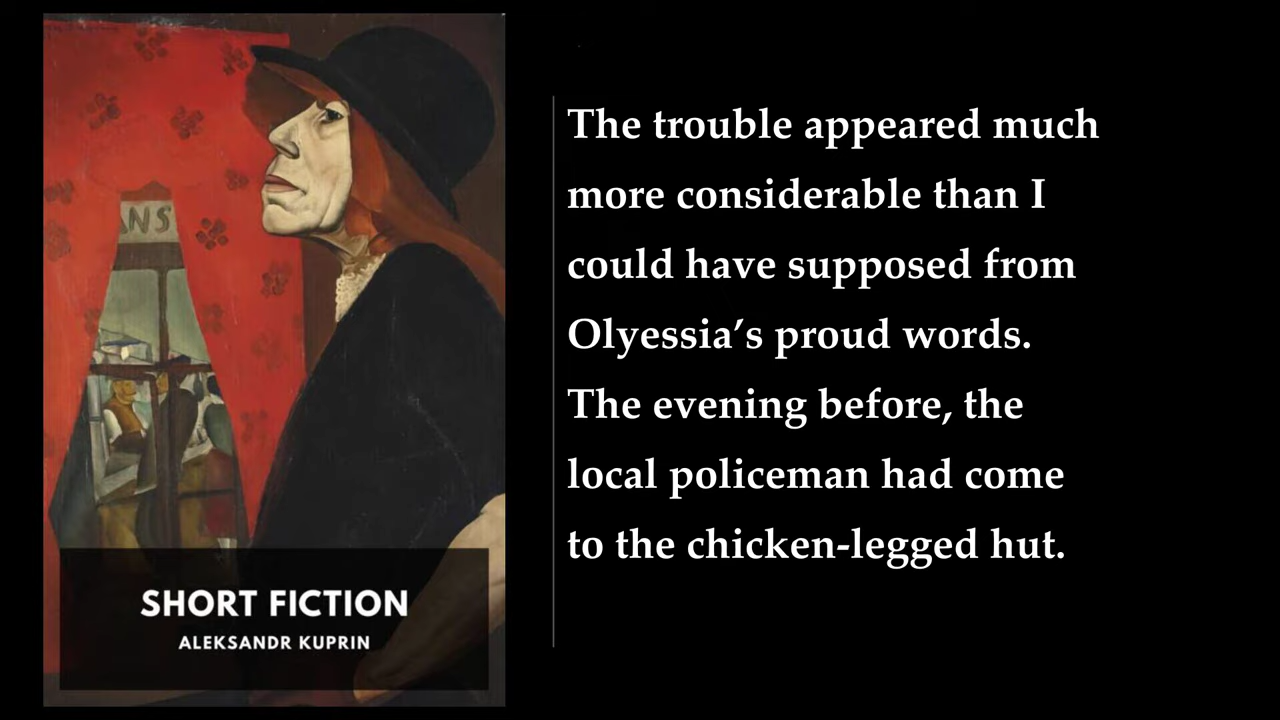 ANS
SHORT FICTION
ALEKSANDR KUPRIN
The trouble appeared much
more considerable than I
could have supposed from
Olyessia’s proud words.
The evening before, the
local policeman had come
to the chicken-legged hut.